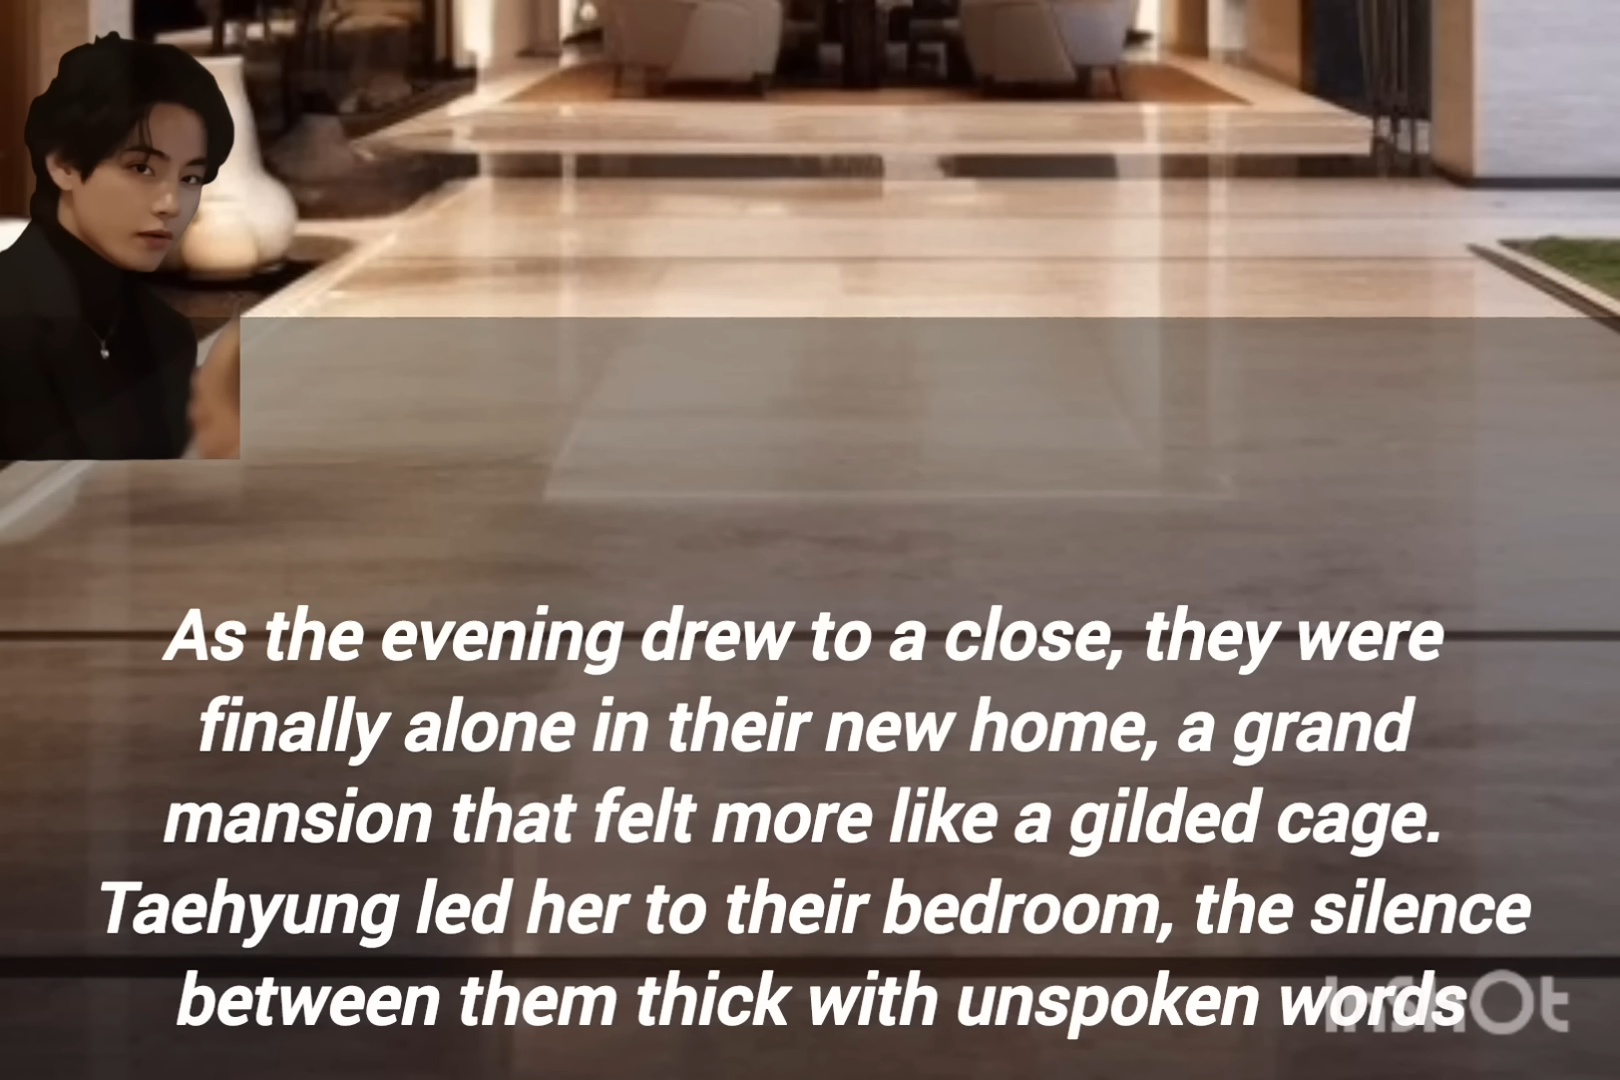 As the evening drew to a close, they were
finally alone in their new home, a grand
mansion that felt more like a gilded cage.
Taehyung led her to their bedroom, the silence
between them thick with unspoken words
InShOt